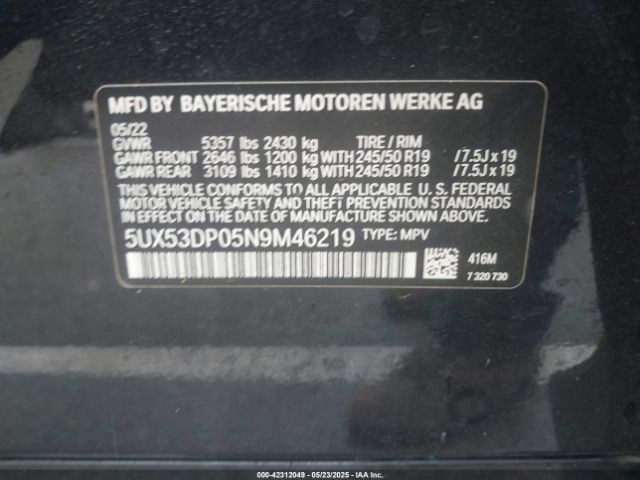 MFD BY BAYERISCHE MOTOREN WERKE AG
05/22
GVWR 5357 lbs 2430 kg TIRE / RIM
GAWR FRONT 2646 lbs 1200 kg WITH 245/50 R19 /7.5J x 19
GAWR REAR 3109 lbs 1410 kg WITH 245/50 R19 /7.5J x 19
THIS VEHICLE CONFORMS TO ALL APPLICABLE U. S. FEDERAL
MOTOR VEHICLE SAFETY AND THEFT PREVENTION STANDARDS
IN EFFECT ON THE DATE OF MANUFACTURE SHOWN ABOVE.
5UX53DP05N9M46219 TYPE: MPV
416M
7 320 730
000-42312049 - 05/23/2025 - IAA Inc.